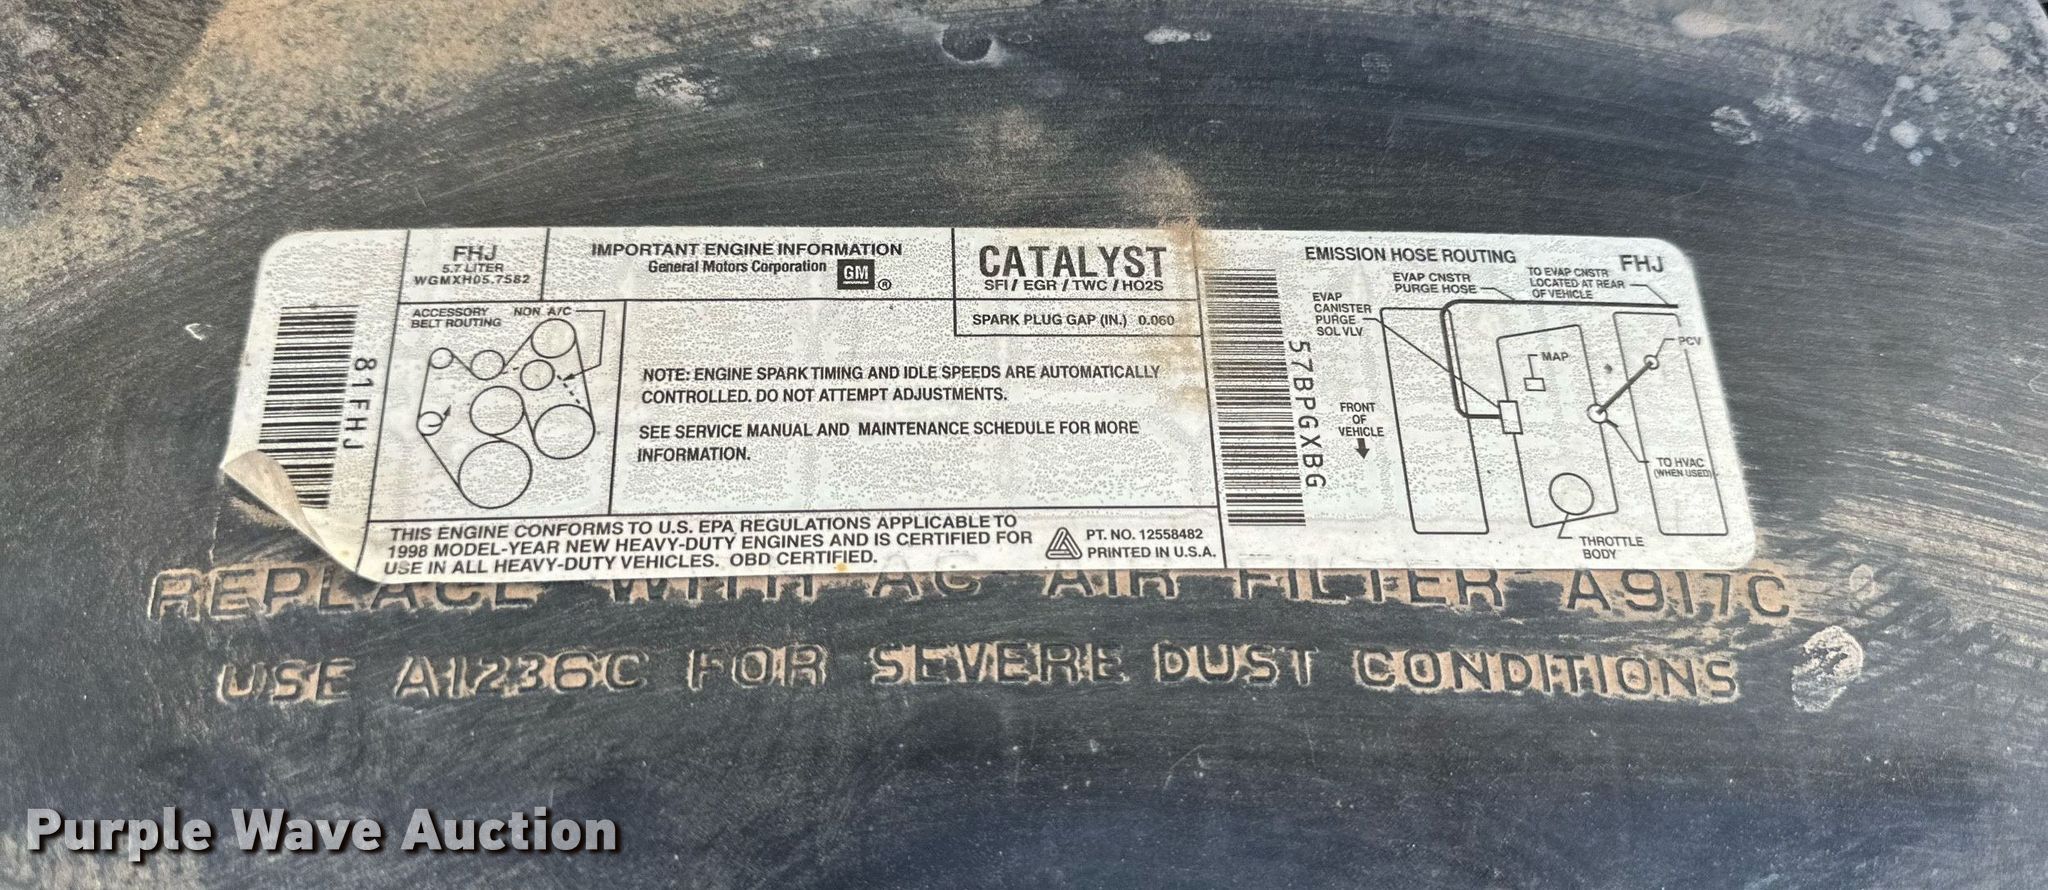 FHJ
5.7 LITER
WGMXH05.7582
IMPORTANT ENGINE INFORMATION
General Motors Corporation GM ®
CATALYST
SFI / EGR / TWC / HO2S
SPARK PLUG GAP (IN.) 0.060
81FHJ
ACCESSORY
BELT ROUTING
NON A/C
NOTE: ENGINE SPARK TIMING AND IDLE SPEEDS ARE AUTOMATICALLY
CONTROLLED. DO NOT ATTEMPT ADJUSTMENTS.
SEE SERVICE MANUAL AND MAINTENANCE SCHEDULE FOR MORE
INFORMATION.
THIS ENGINE CONFORMS TO U.S. EPA REGULATIONS APPLICABLE TO
1998 MODEL-YEAR NEW HEAVY-DUTY ENGINES AND IS CERTIFIED FOR
USE IN ALL HEAVY-DUTY VEHICLES. OBD CERTIFIED.
PT. NO. 12558482
PRINTED IN U.S.A.
57BPGXBG
EMISSION HOSE ROUTING
FHJ
EVAP CNSTR
PURGE HOSE
TO EVAP CNSTR
LOCATED AT REAR
OF VEHICLE
EVAP
CANISTER
PURGE
SOL VLV
MAP
PCV
FRONT
OF
VEHICLE
TO HVAC
(WHEN USED)
THROTTLE
BODY
REPLACE WITH AC AIR FILTER A917C
USE A1236C FOR SEVERE DUST CONDITIONS
Purple Wave Auction